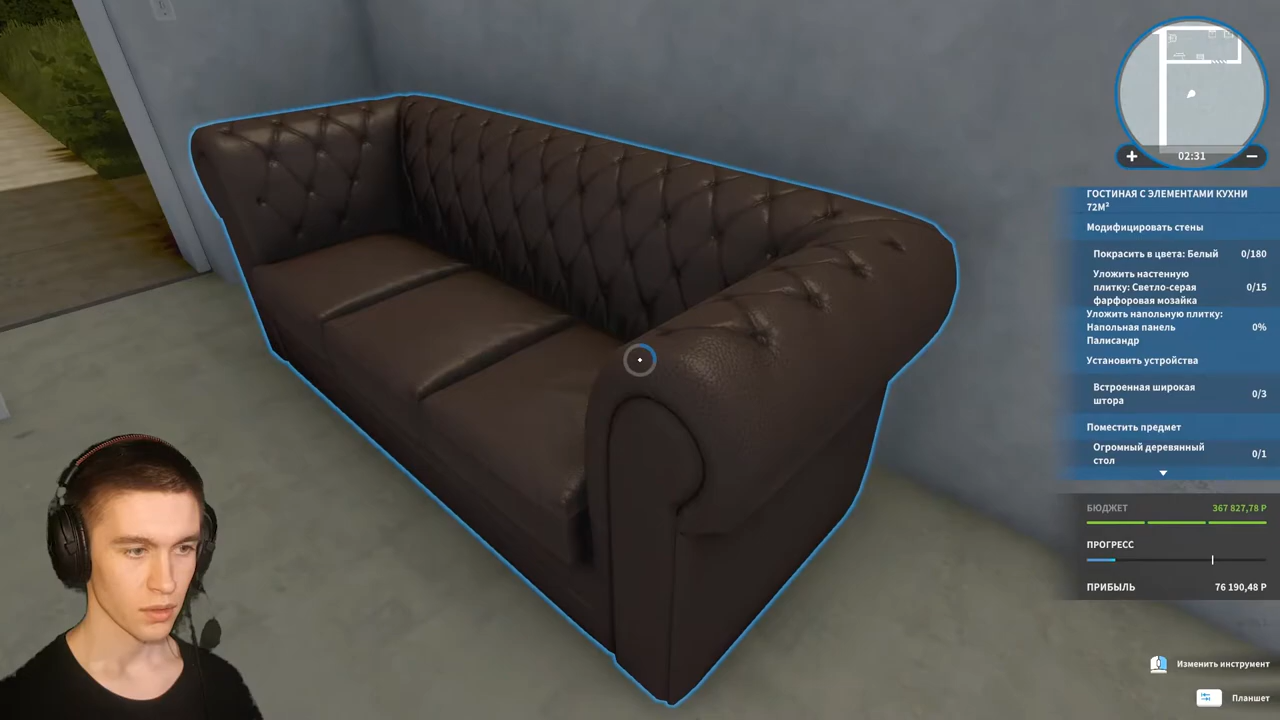 02:31
ГОСТИНАЯ С ЭЛЕМЕНТАМИ КУХНИ
72М²
Модифицировать стены
Покрасить в цвета: Белый 0/180
Уложить настенную
плитку: Светло-серая 0/15
фарфоровая мозайка
Уложить напольную плитку:
Напольная панель 0%
Палисандр
Установить устройства
Встроенная широкая 0/3
штора
Поместить предмет
Огромный деревянный 0/1
стол
БЮДЖЕТ 367 827,78 Р
ПРОГРЕСС
ПРИБЫЛЬ 76 190,48 Р
Изменить инструмент
Планшет